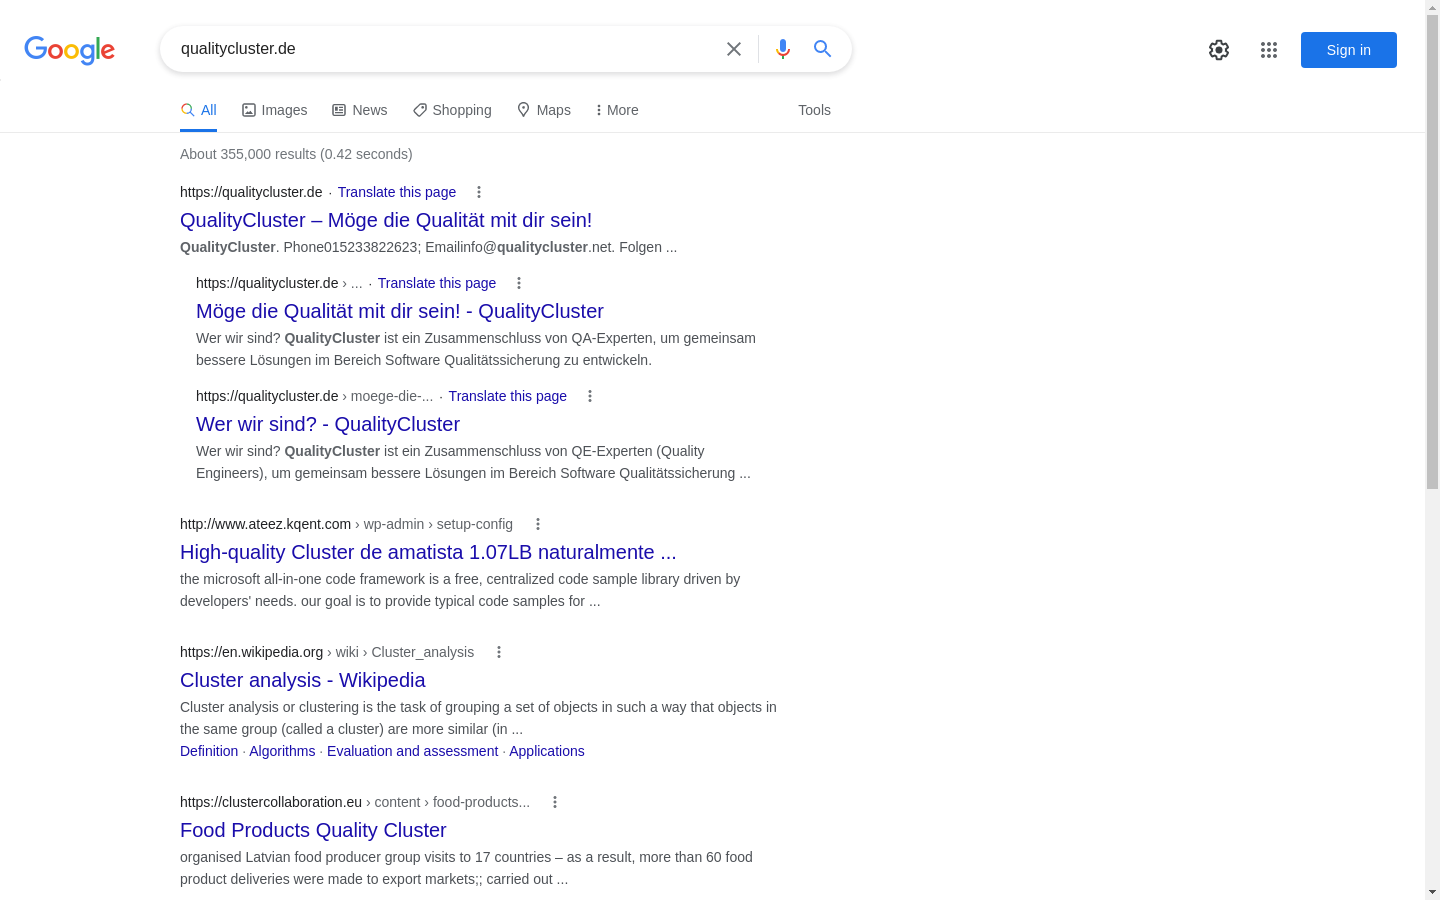 Google
qualitycluster.de
Sign in
All
Images
News
Shopping
Maps
More
Tools
About 355,000 results (0.42 seconds)
https://qualitycluster.de · Translate this page
QualityCluster – Möge die Qualität mit dir sein!
QualityCluster. Phone015233822623; Emailinfo@qualitycluster.net. Folgen ...
https://qualitycluster.de › ... · Translate this page
Möge die Qualität mit dir sein! - QualityCluster
Wer wir sind? QualityCluster ist ein Zusammenschluss von QA-Experten, um gemeinsam
bessere Lösungen im Bereich Software Qualitätssicherung zu entwickeln.
https://qualitycluster.de › moege-die-... · Translate this page
Wer wir sind? - QualityCluster
Wer wir sind? QualityCluster ist ein Zusammenschluss von QE-Experten (Quality
Engineers), um gemeinsam bessere Lösungen im Bereich Software Qualitätssicherung ...
http://www.ateez.kqent.com › wp-admin › setup-config
High-quality Cluster de amatista 1.07LB naturalmente ...
the microsoft all-in-one code framework is a free, centralized code sample library driven by
developers' needs. our goal is to provide typical code samples for ...
https://en.wikipedia.org › wiki › Cluster_analysis
Cluster analysis - Wikipedia
Cluster analysis or clustering is the task of grouping a set of objects in such a way that objects in
the same group (called a cluster) are more similar (in ...
Definition · Algorithms · Evaluation and assessment · Applications
https://clustercollaboration.eu › content › food-products...
Food Products Quality Cluster
organised Latvian food producer group visits to 17 countries – as a result, more than 60 food
product deliveries were made to export markets;; carried out ...